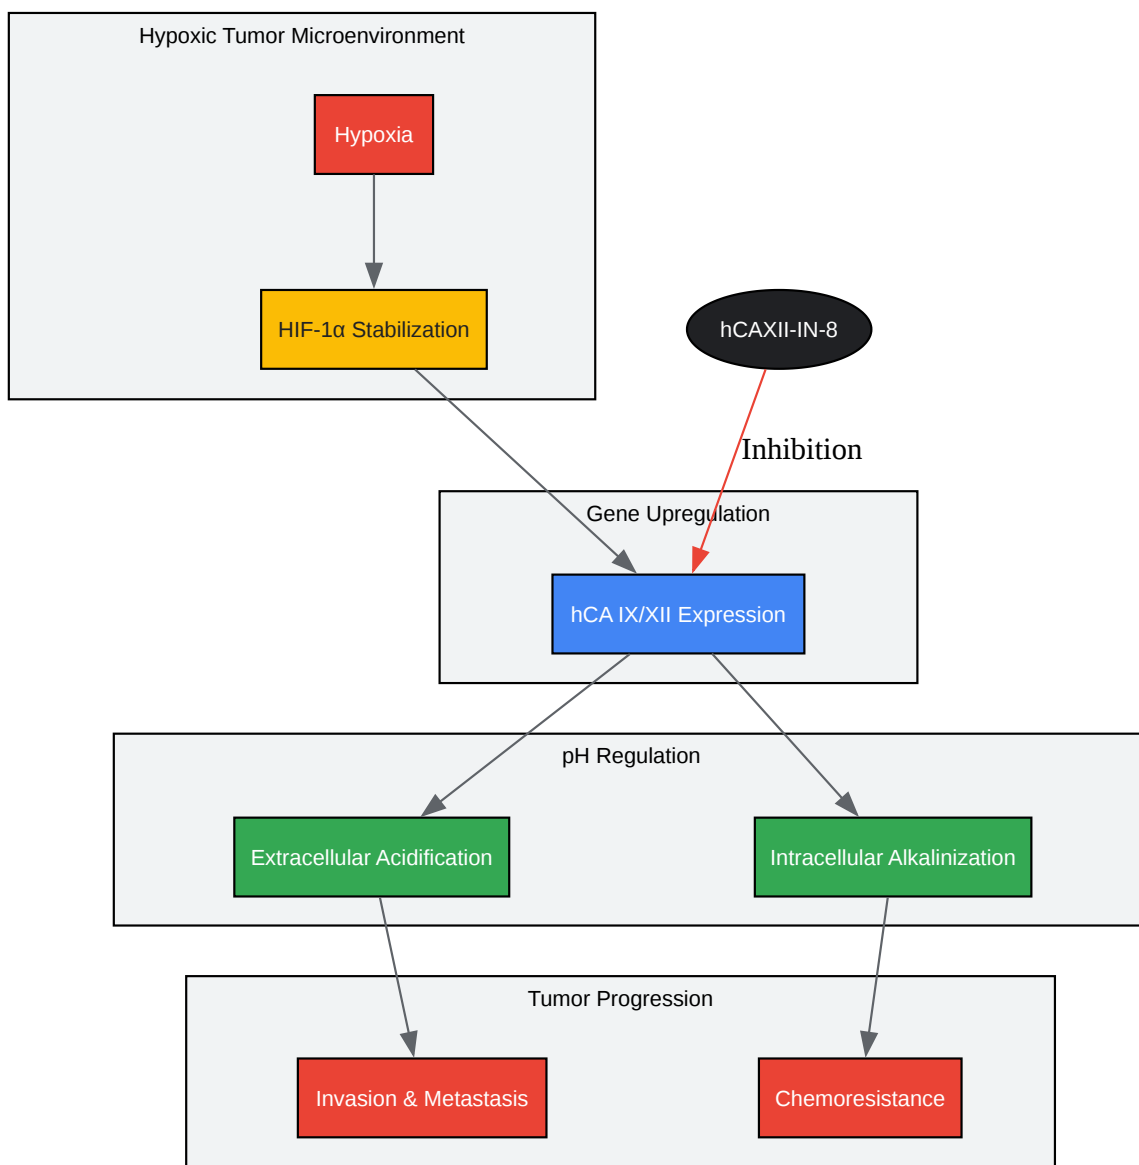 Hypoxic Tumor Microenvironment
Hypoxia
HIF-1α Stabilization
hCAXII-IN-8
Inhibition
Gene Upregulation
hCA IX/XII Expression
pH Regulation
Extracellular Acidification
Intracellular Alkalinization
Tumor Progression
Invasion & Metastasis
Chemoresistance